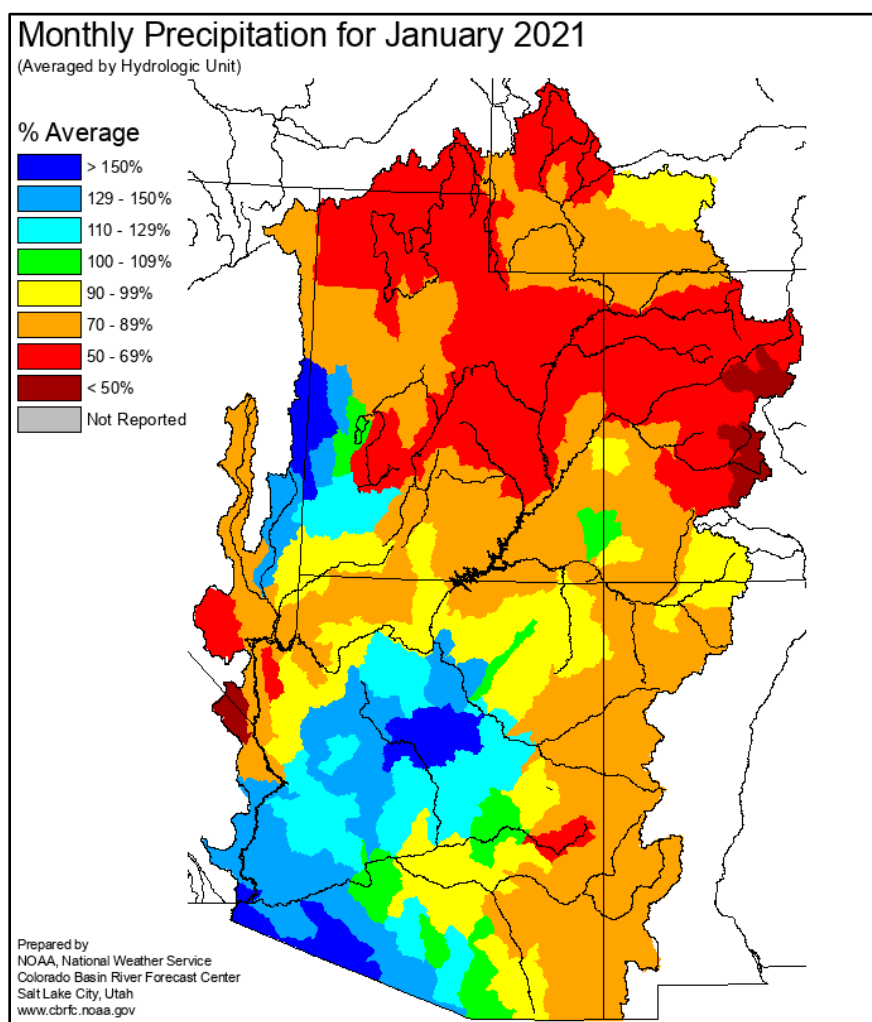 Monthly Precipitation for January 2021
(Averaged by Hydrologic Unit)
% Average
> 150%
129 - 150%
110 - 129%
100 - 109%
90 - 99%
70 - 89%
50 - 69%
< 50%
Not Reported
Prepared by
NOAA, National Weather Service
Colorado Basin River Forecast Center
Salt Lake City, Utah
www.cbrfc.noaa.gov